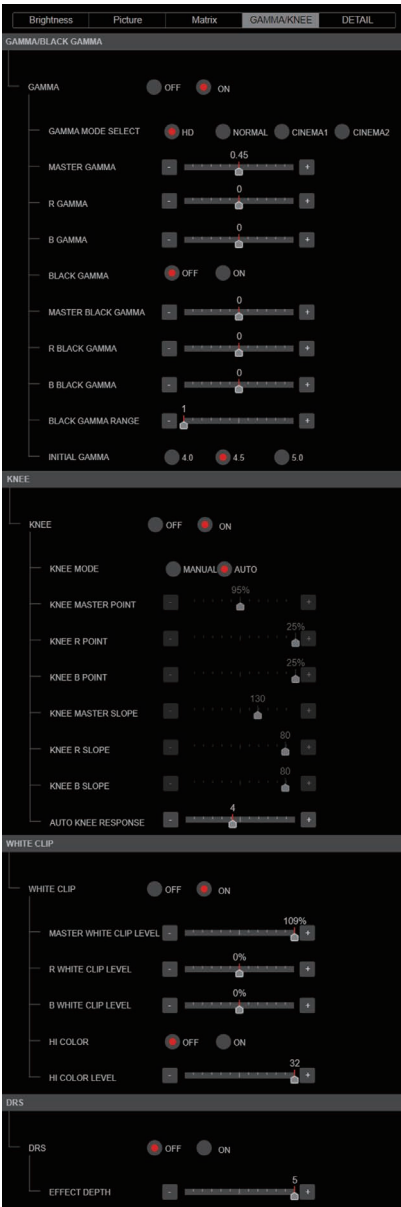 Brightness Picture Matrix GAMMA/KNEE DETAIL
GAMMA/BLACK GAMMA
GAMMA OFF ON
GAMMA MODE SELECT HD NORMAL CINEMA1 CINEMA2
0.45
MASTER GAMMA - +
0
R GAMMA - +
0
B GAMMA - +
BLACK GAMMA OFF ON
0
MASTER BLACK GAMMA - +
0
R BLACK GAMMA - +
0
B BLACK GAMMA - +
1
BLACK GAMMA RANGE - +
INITIAL GAMMA 4.0 4.5 5.0
KNEE
KNEE OFF ON
KNEE MODE MANUAL AUTO
95%
KNEE MASTER POINT - +
25%
KNEE R POINT - +
25%
KNEE B POINT - +
130
KNEE MASTER SLOPE - +
80
KNEE R SLOPE - +
80
KNEE B SLOPE - +
4
AUTO KNEE RESPONSE - +
WHITE CLIP
WHITE CLIP OFF ON
109%
MASTER WHITE CLIP LEVEL - +
0%
R WHITE CLIP LEVEL - +
0%
B WHITE CLIP LEVEL - +
HI COLOR OFF ON
32
HI COLOR LEVEL - +
DRS
DRS OFF ON
5
EFFECT DEPTH - +